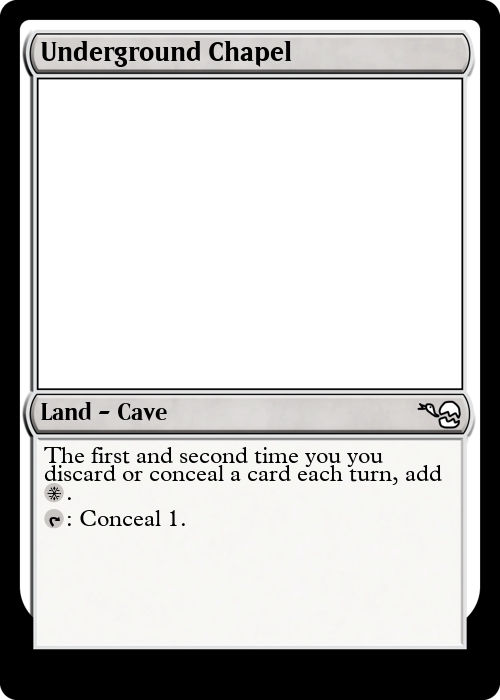 Underground Chapel
Land – Cave
The first and second time you you
discard or conceal a card each turn, add
.
: Conceal 1.